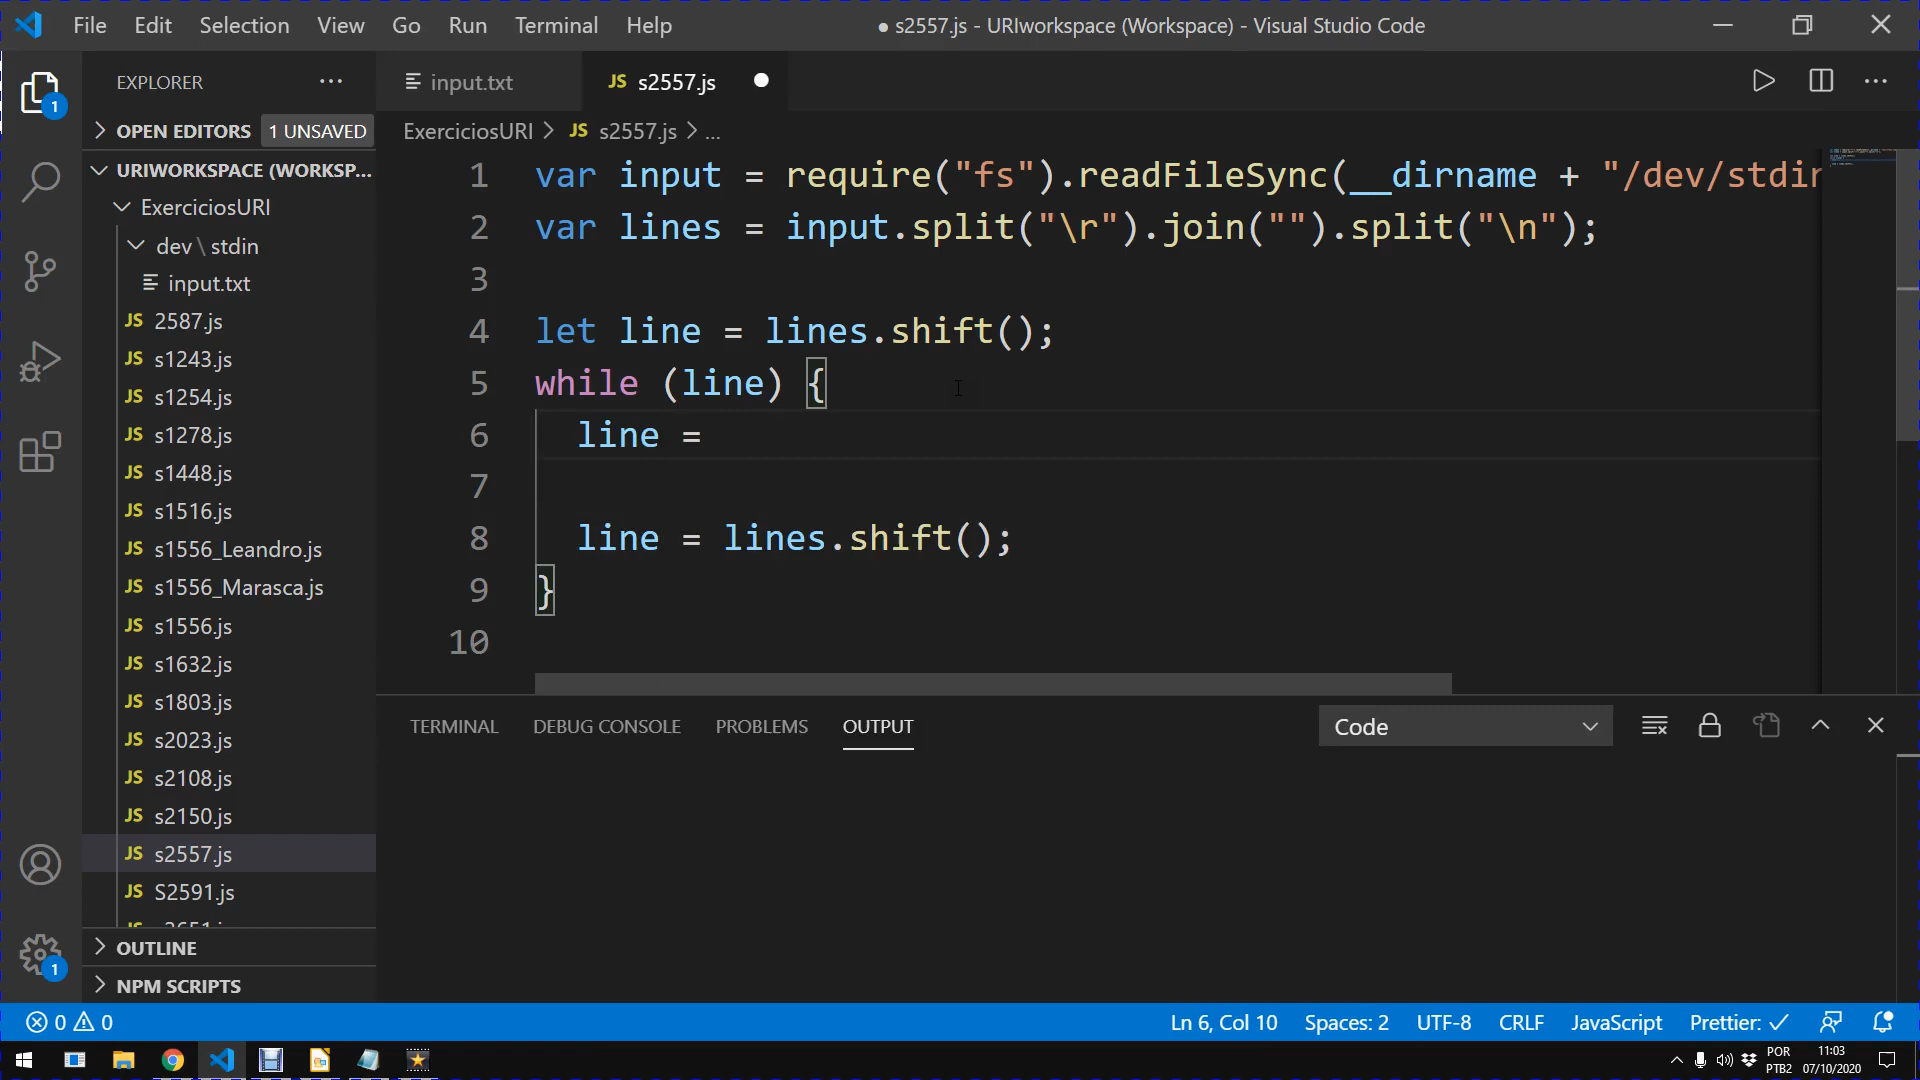 File Edit Selection View Go Run Terminal Help
● s2557.js - URIworkspace (Workspace) - Visual Studio Code
EXPLORER ···
input.txt
JS s2557.js
1
OPEN EDITORS 1 UNSAVED
ExerciciosURI > JS s2557.js > ...
URIWORKSPACE (WORKSP...
ExerciciosURI
dev \ stdin
input.txt
JS 2587.js
JS s1243.js
JS s1254.js
JS s1278.js
JS s1448.js
JS s1516.js
JS s1556_Leandro.js
JS s1556_Marasca.js
JS s1556.js
JS s1632.js
JS s1803.js
JS s2023.js
JS s2108.js
JS s2150.js
JS s2557.js
JS S2591.js
OUTLINE
NPM SCRIPTS
1
1 var input = require("fs").readFileSync(__dirname + "/dev/stdin
2 var lines = input.split("\r").join("").split("\n");
3
4 let line = lines.shift();
5 while (line) {
6 line =
7
8 line = lines.shift();
9 }
10
TERMINAL DEBUG CONSOLE PROBLEMS OUTPUT Code
0 0 Ln 6, Col 10 Spaces: 2 UTF-8 CRLF JavaScript Prettier: ✓
POR 11:03
PTB2 07/10/2020